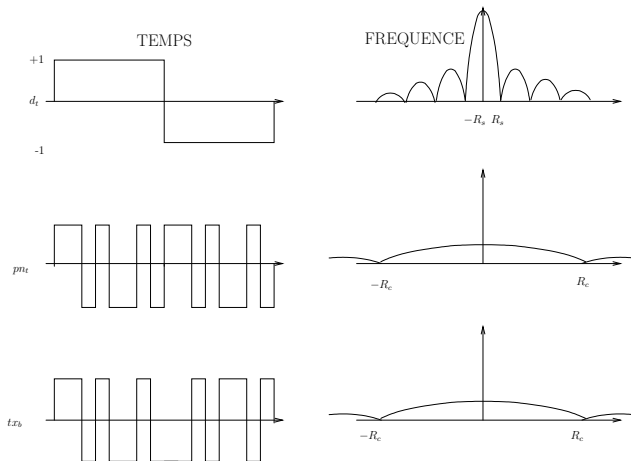 TEMPS
FREQUENCE
+1
d_t
-1
-R_s R_s
pn_t
-R_c
R_c
tx_b
-R_c
R_c